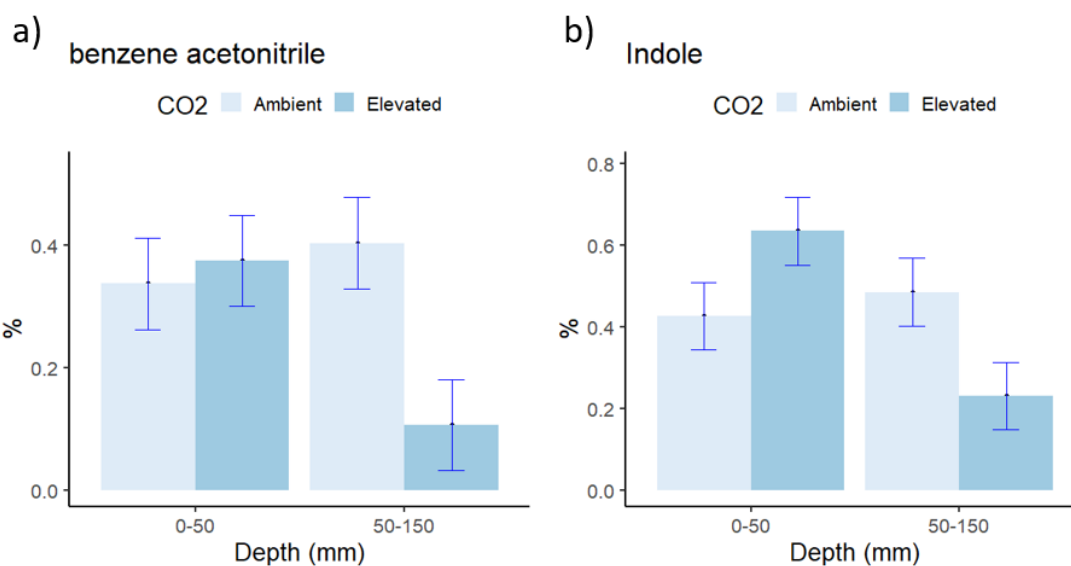 a)
benzene acetonitrile
CO2 Ambient Elevated
0.4
0.2
0.0
%
0-50 50-150
Depth (mm)
b)
Indole
CO2 Ambient Elevated
0.8
0.6
0.4
0.2
0.0
%
0-50 50-150
Depth (mm)